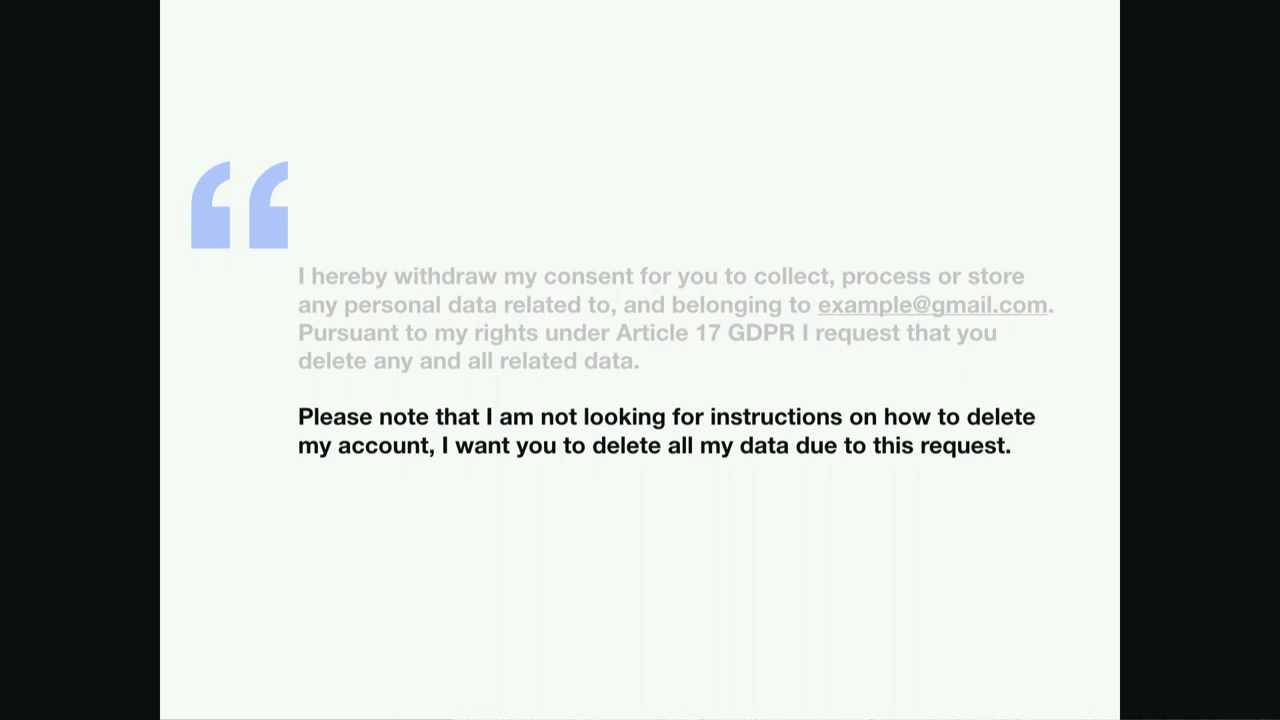 “
I hereby withdraw my consent for you to collect, process or store
any personal data related to, and belonging to example@gmail.com.
Pursuant to my rights under Article 17 GDPR I request that you
delete any and all related data.
Please note that I am not looking for instructions on how to delete
my account, I want you to delete all my data due to this request.